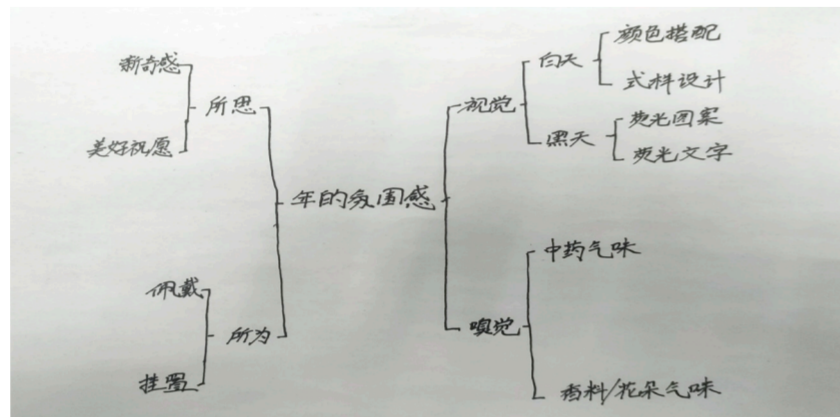 新奇感
所思
美好祝愿
年的氛围感
佩戴
所为
挂置
视觉
白天
颜色搭配
式样设计
黑天
荧光图案
荧光文字
嗅觉
中药气味
香料/花朵气味